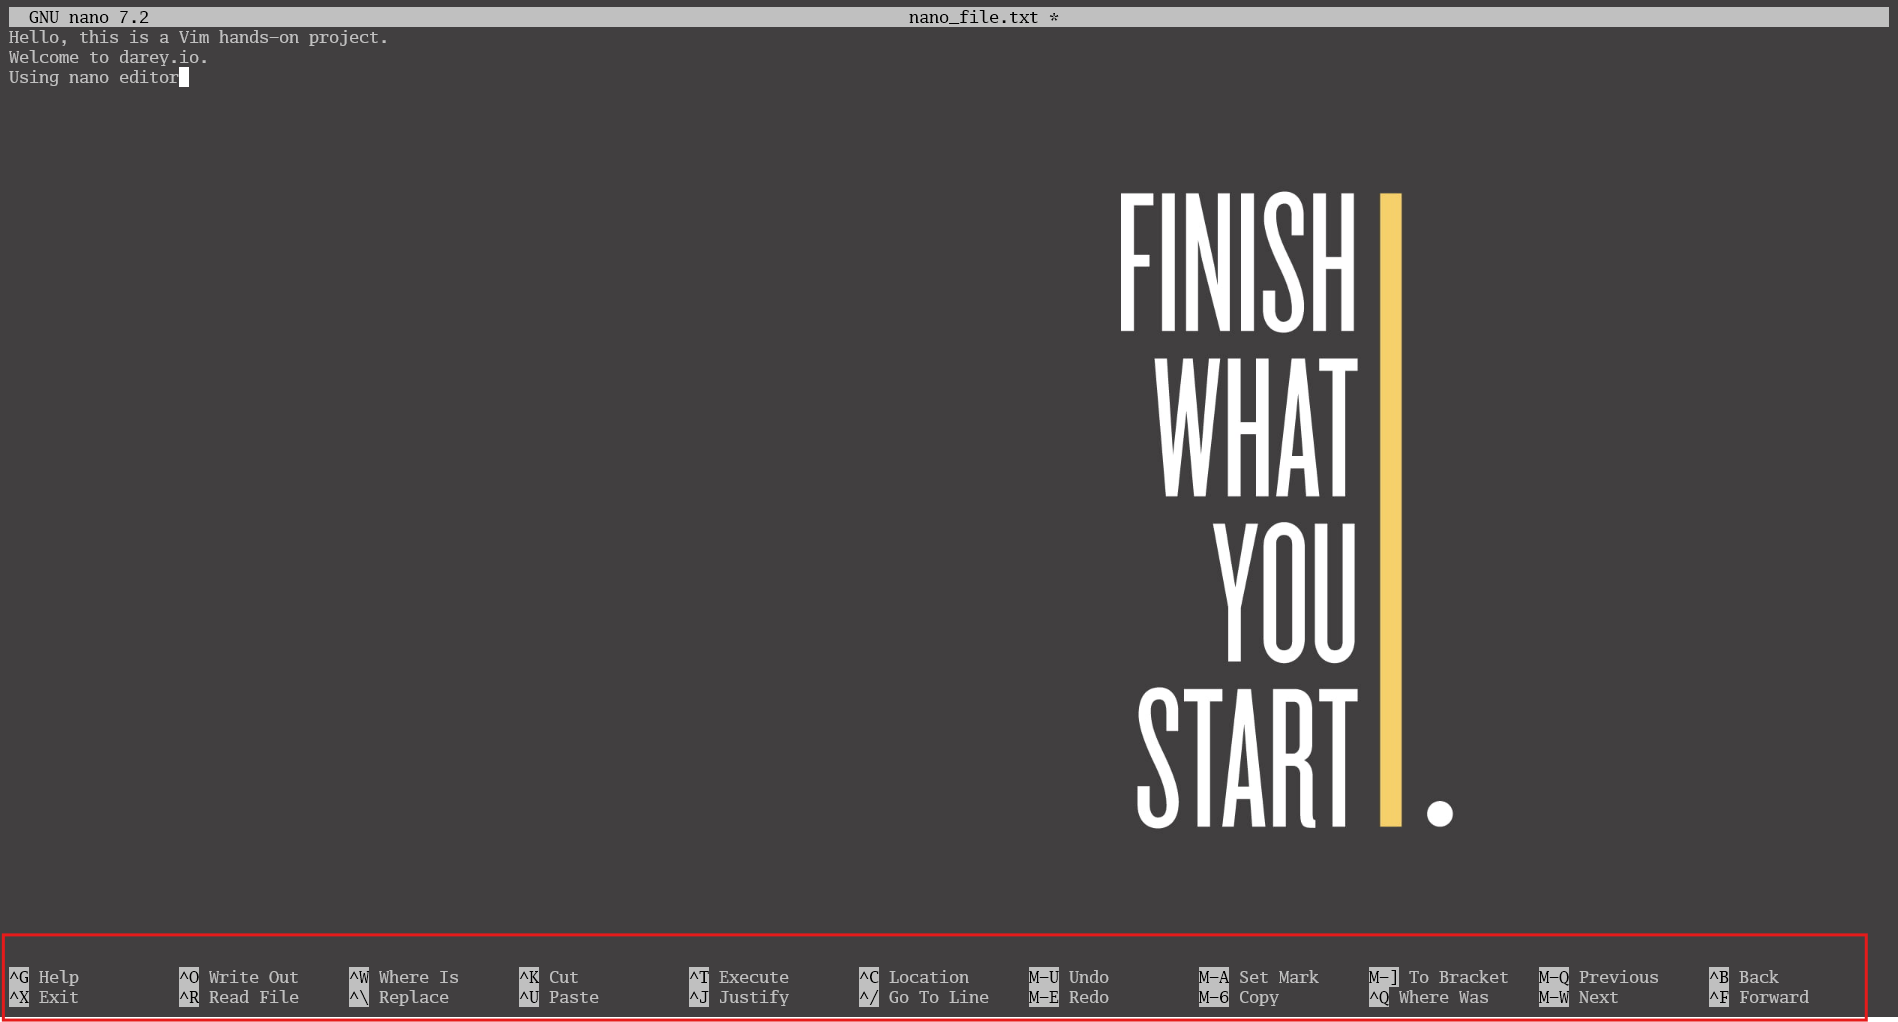 GNU nano 7.2 nano_file.txt *
Hello, this is a Vim hands-on project.
Welcome to darey.io.
Using nano editor
FINISH
WHAT
YOU
START.
^G Help ^O Write Out ^W Where Is ^K Cut ^T Execute ^C Location M-U Undo M-A Set Mark M-] To Bracket M-Q Previous ^B Back
^X Exit ^R Read File ^\ Replace ^U Paste ^J Justify ^/ Go To Line M-E Redo M-6 Copy ^Q Where Was M-W Next ^F Forward